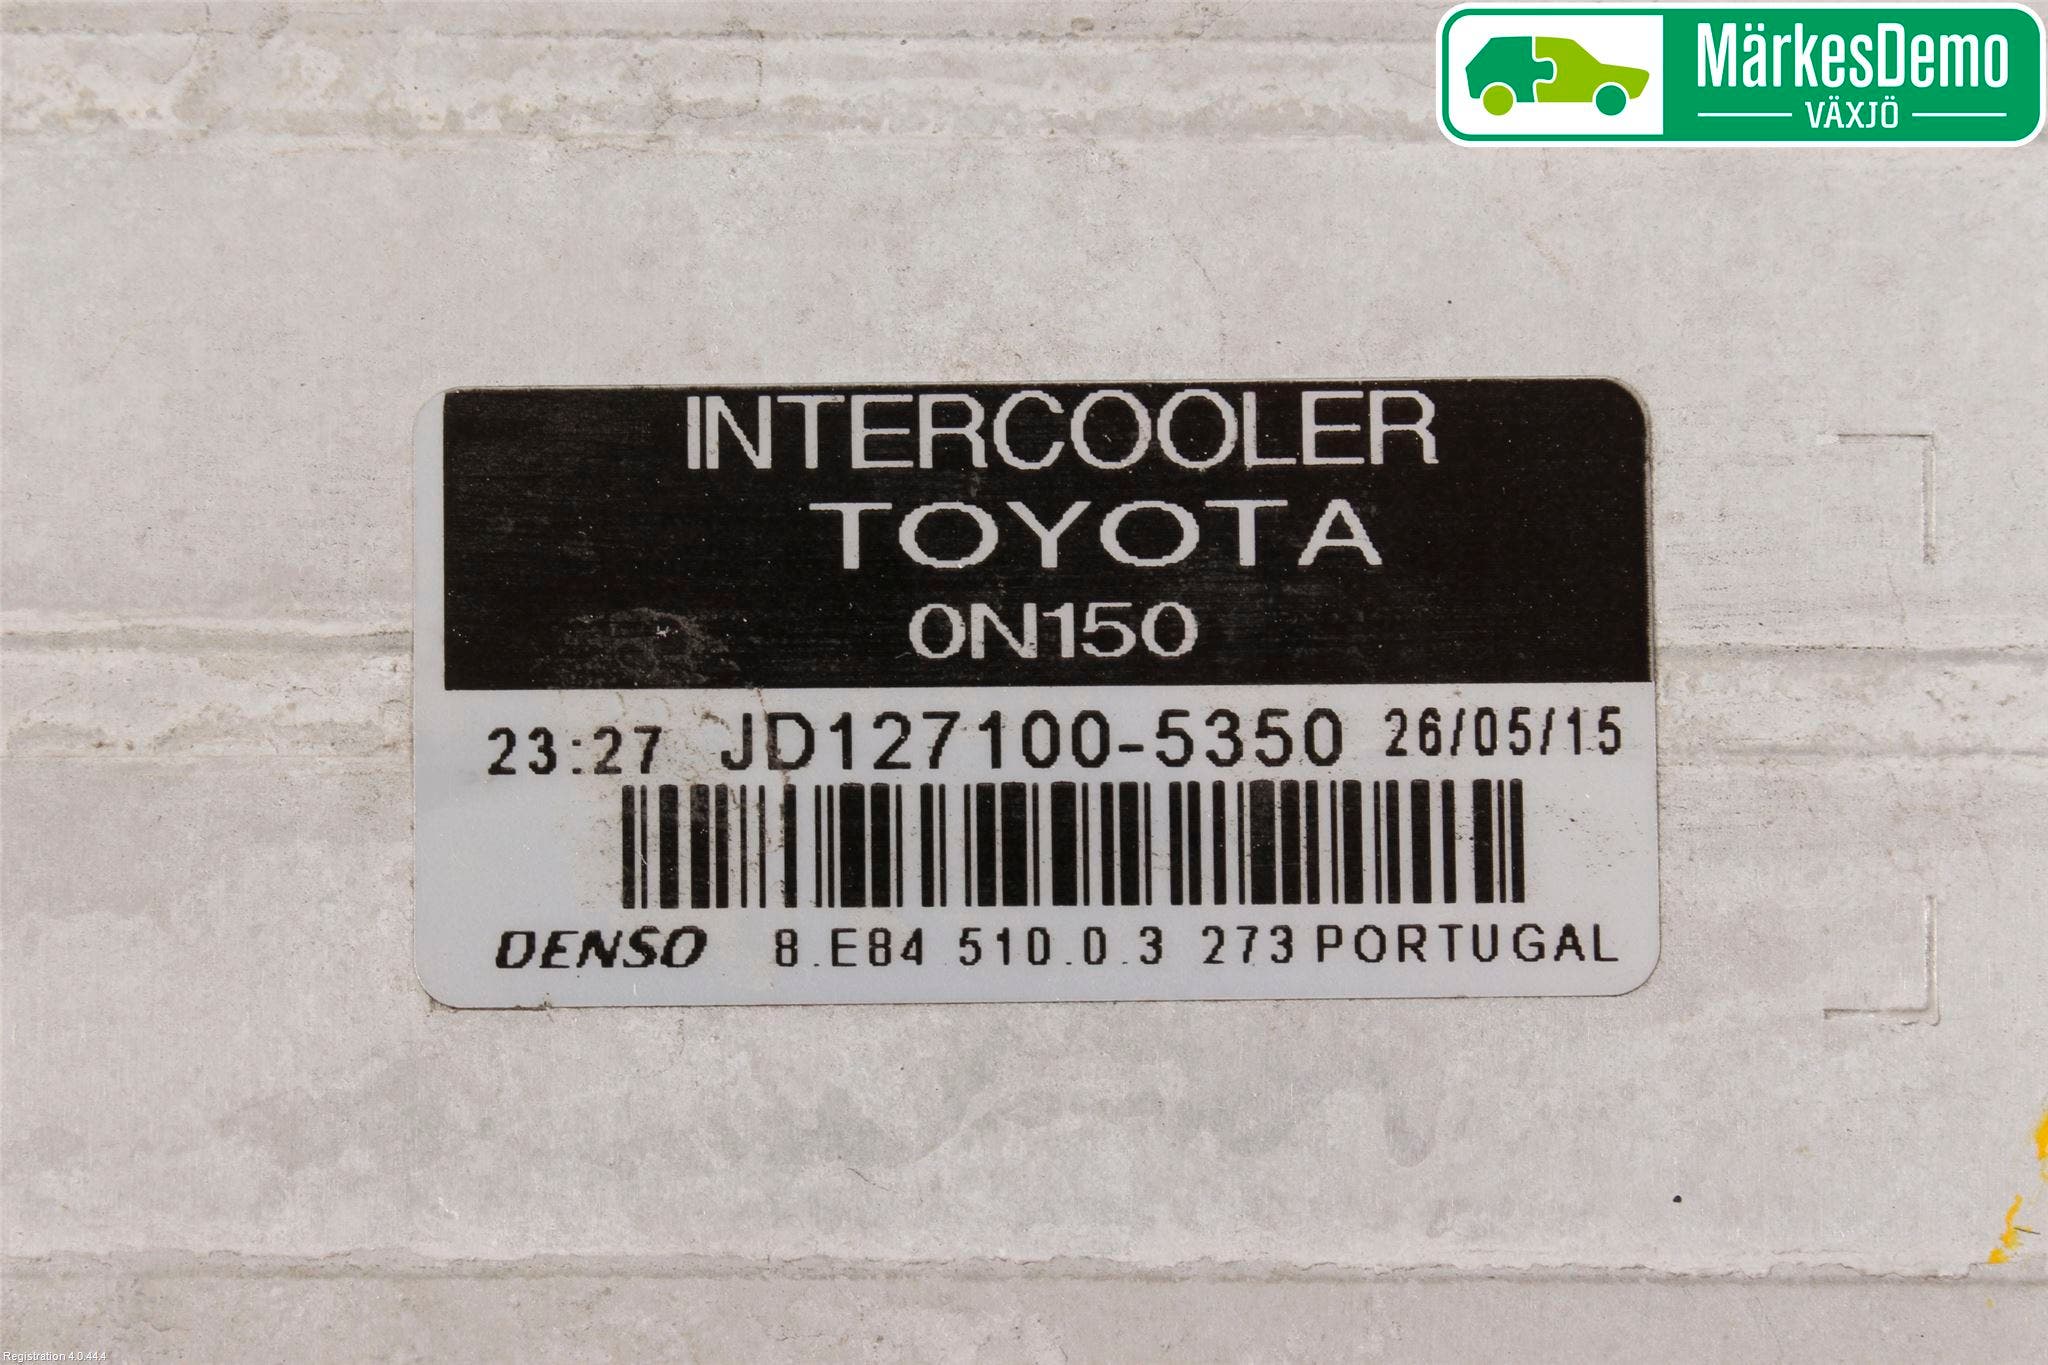 MärkesDemo
VÄXJÖ
INTERCOOLER
TOYOTA
0N150
23:27 JD127100-5350 26/05/15
DENSO 8.E84 510.0.3 273 PORTUGAL
Registration 4.0.44.4